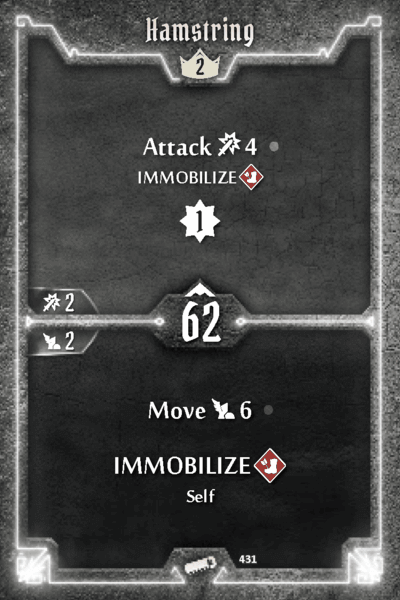 Hamstring
2
Attack 4
IMMOBILIZE
1
2
62
2
Move 6
IMMOBILIZE
Self
431